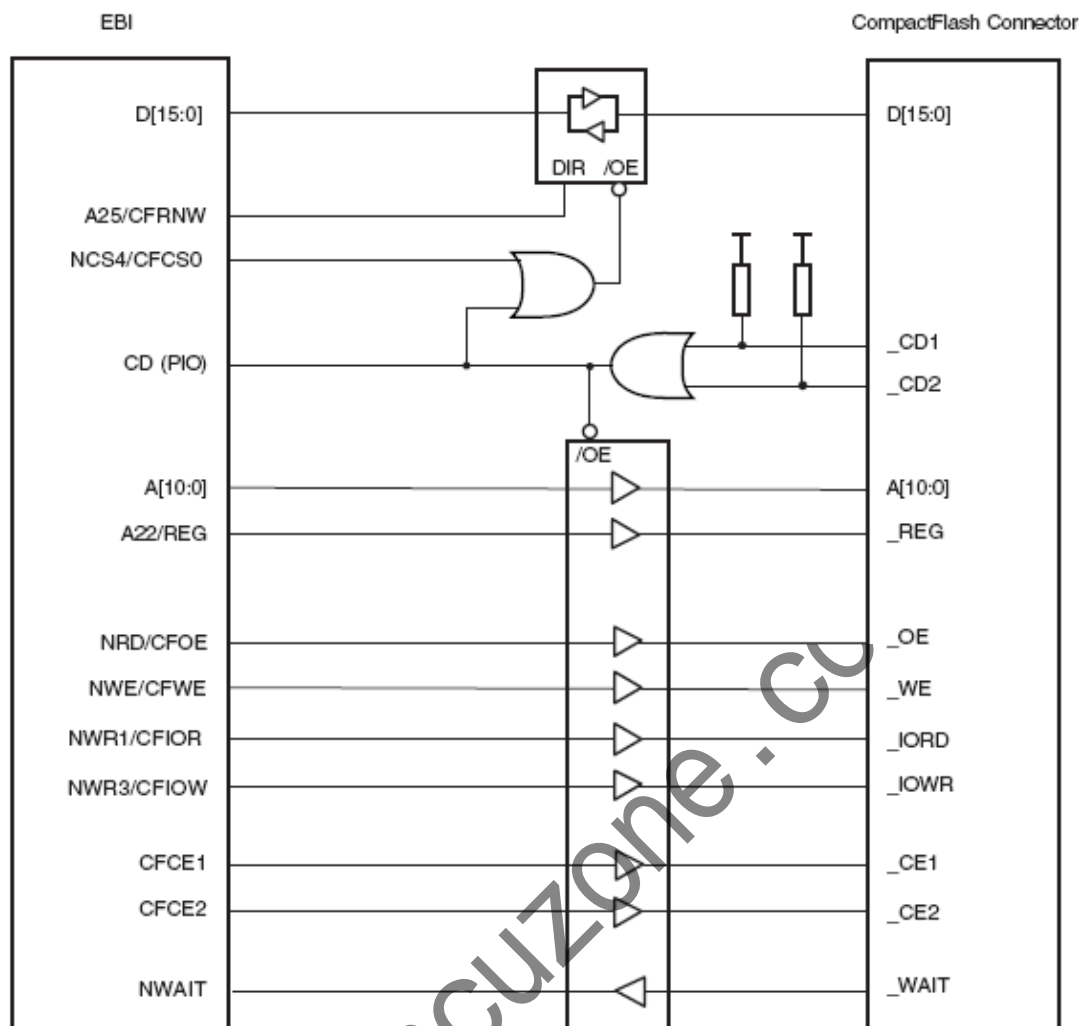 EBI
CompactFlash Connector
D[15:0]
D[15:0]
DIR /OE
A25/CFRNW
NCS4/CFCS0
CD (PIO)
_CD1
_CD2
/OE
A[10:0]
A[10:0]
A22/REG
_REG
NRD/CFOE
_OE
NWE/CFWE
_WE
NWR1/CFIOR
_IORD
NWR3/CFIOW
_IOWR
CFCE1
_CE1
CFCE2
_CE2
NWAIT
_WAIT